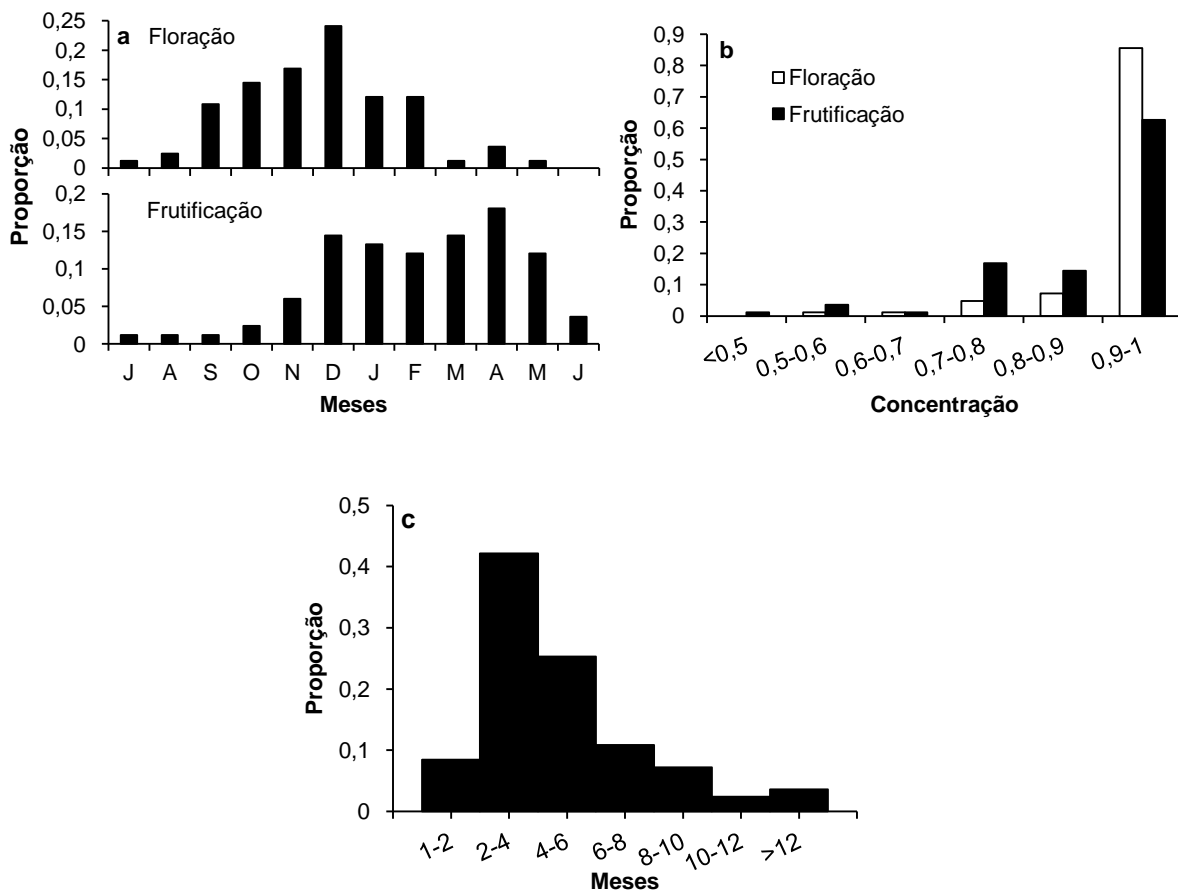 a Floração
Proporção
0,25
0,2
0,15
0,1
0,05
0
Frutificação
0,2
0,15
0,1
0,05
0
J A S O N D J F M A M J
Meses
b
Floração
Frutificação
Proporção
0,9
0,8
0,7
0,6
0,5
0,4
0,3
0,2
0,1
0
<0,5 0,5-0,6 0,6-0,7 0,7-0,8 0,8-0,9 0,9-1
Concentração
c
Proporção
0,5
0,4
0,3
0,2
0,1
0
1-2 2-4 4-6 6-8 8-10 10-12 >12
Meses